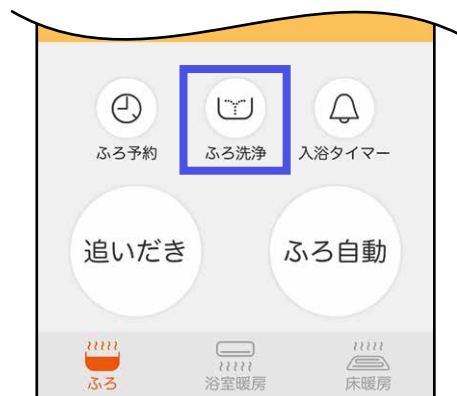 ふろ予約
ふろ洗浄
入浴タイマー
追いだき
ふろ自動
ふろ
浴室暖房
床暖房